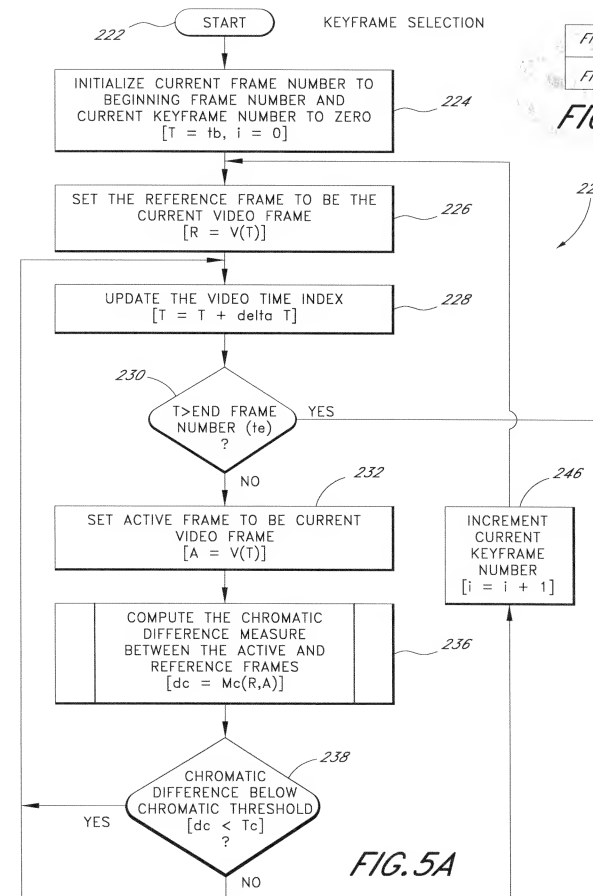 222
START
KEYFRAME SELECTION
INITIALIZE CURRENT FRAME NUMBER TO
BEGINNING FRAME NUMBER AND
CURRENT KEYFRAME NUMBER TO ZERO
[T = tb, i = 0]
224
SET THE REFERENCE FRAME TO BE THE
CURRENT VIDEO FRAME
[R = V(T)]
226
UPDATE THE VIDEO TIME INDEX
[T = T + delta T]
228
230
T>END FRAME
NUMBER (te)
?
YES
NO
232
SET ACTIVE FRAME TO BE CURRENT
VIDEO FRAME
[A = V(T)]
246
INCREMENT
CURRENT
KEYFRAME
NUMBER
[i = i + 1]
COMPUTE THE CHROMATIC
DIFFERENCE MEASURE
BETWEEN THE ACTIVE AND
REFERENCE FRAMES
[dc = Mc(R,A)]
236
238
CHROMATIC
DIFFERENCE BELOW
CHROMATIC THRESHOLD
[dc < Tc]
?
YES
NO
FIG. 5A